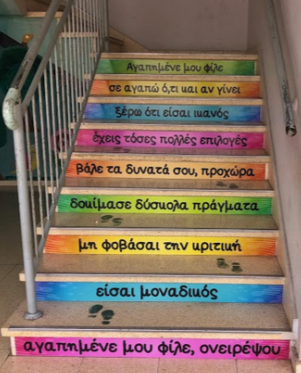 Αγαπημένε μου φίλε
σε αγαπώ ό,τι και αν γίνει
ξέρω ότι είσαι ικανός
έχεις τόσες πολλές επιλογές
βάλε τα δυνατά σου, προχώρα
δοκίμασε δύσκολα πράγματα
μη φοβάσαι την κριτική
είσαι μοναδικός
αγαπημένε μου φίλε, ονειρέψου